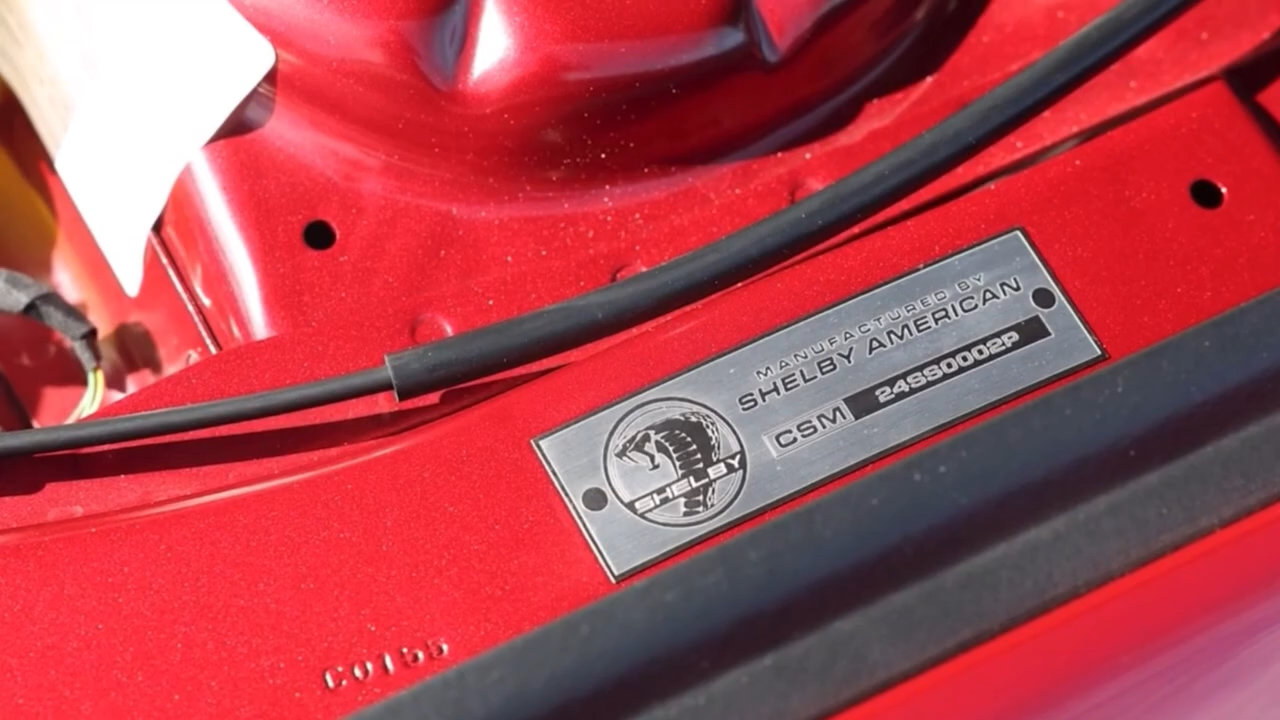 MANUFACTURED BY
SHELBY AMERICAN
CSM 24SS0002P
SHELBY
C0155